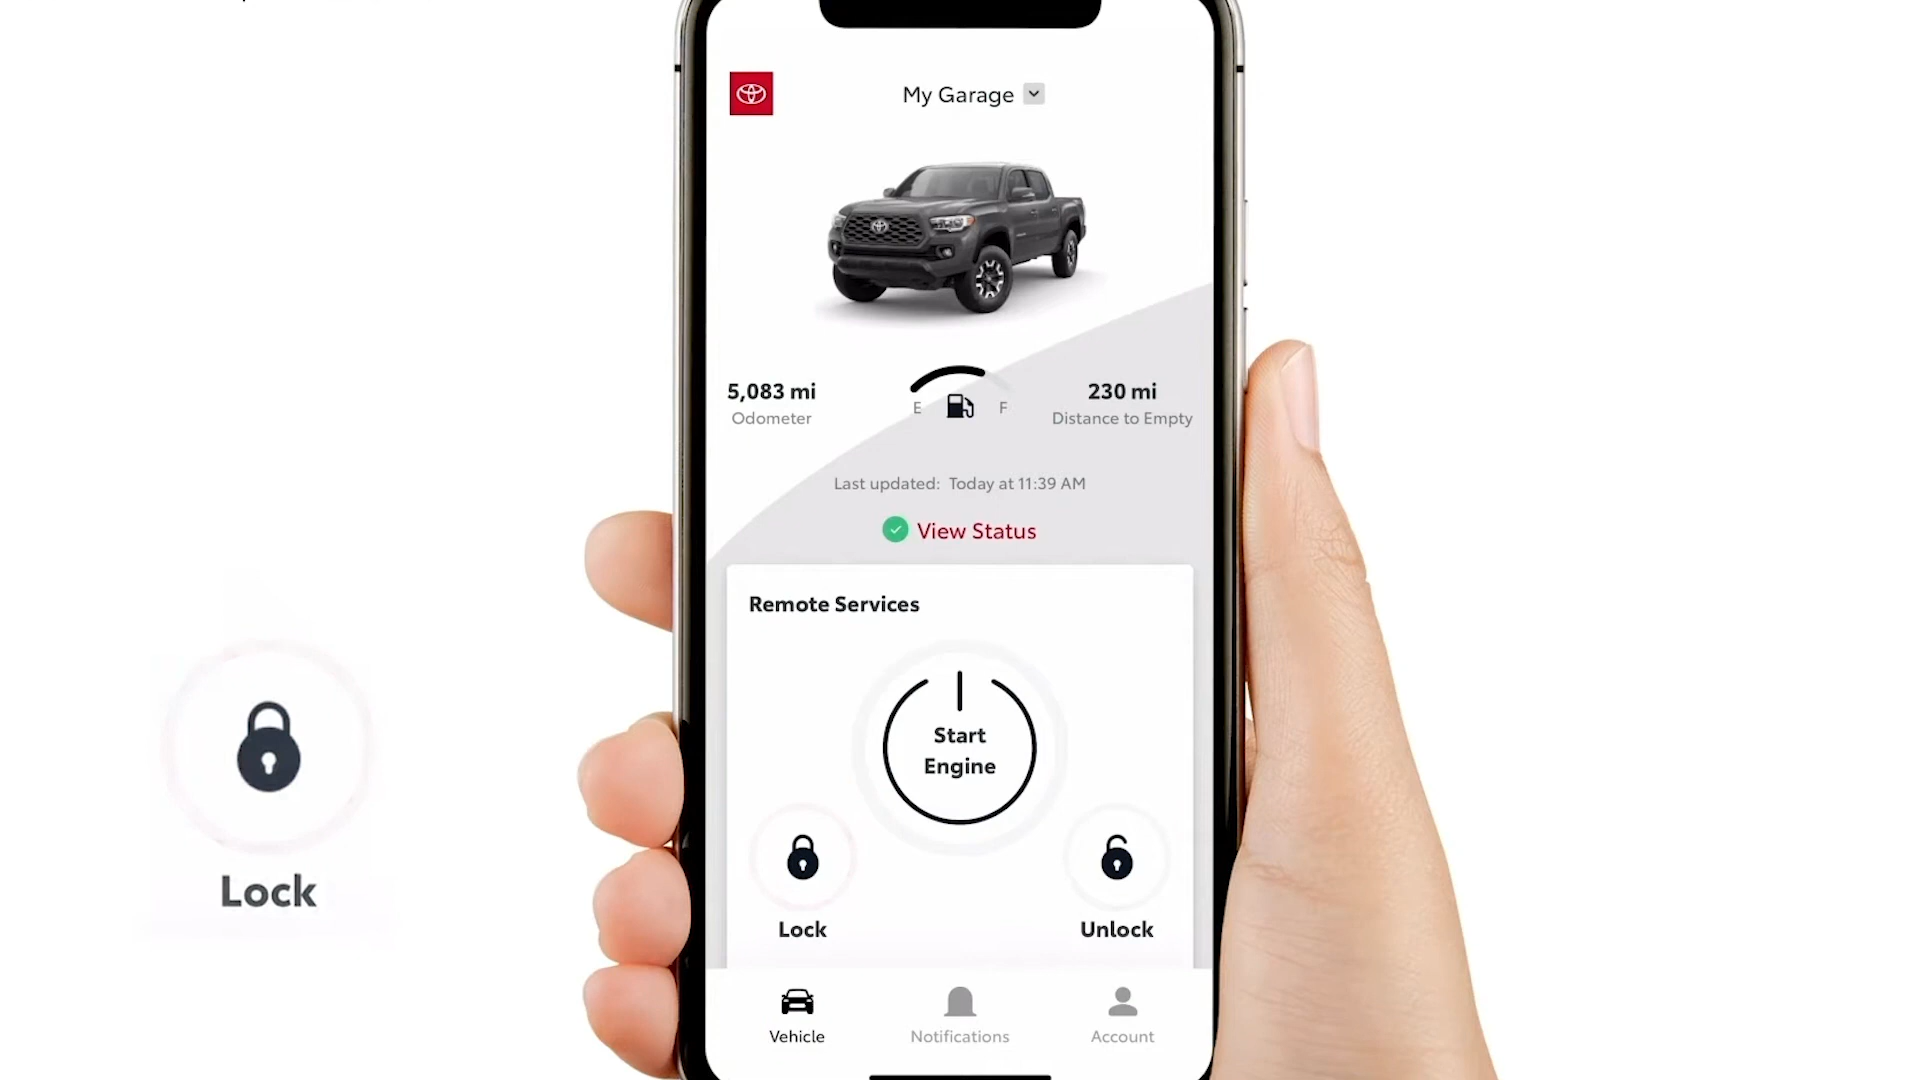 My Garage
5,083 mi
Odometer
E
F
230 mi
Distance to Empty
Last updated: Today at 11:39 AM
View Status
Remote Services
Start
Engine
Lock
Unlock
Lock
Vehicle
Notifications
Account